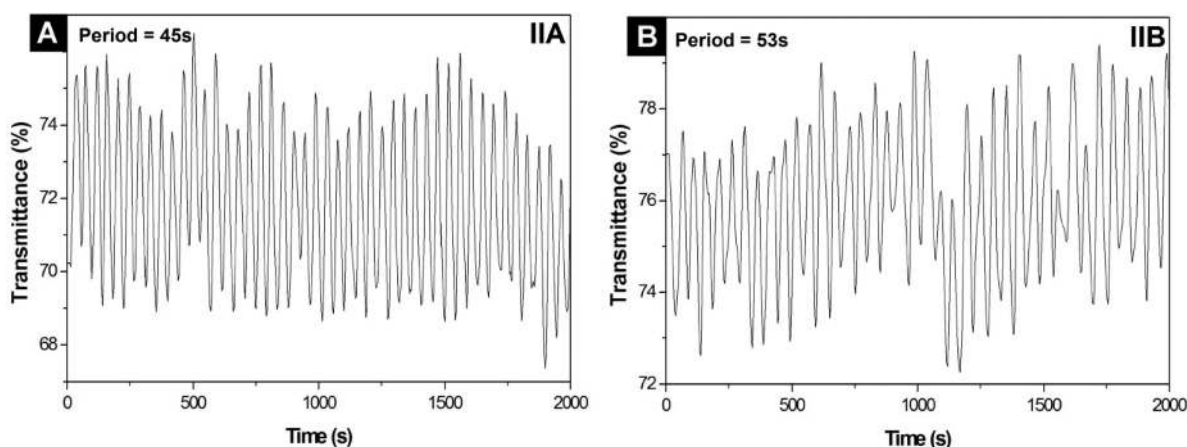 A Period = 45s IIA
Transmittance (%)
74
72
70
68
0 500 1000 1500 2000
Time (s)
B Period = 53s IIB
Transmittance (%)
78
76
74
72
0 500 1000 1500 2000
Time (s)